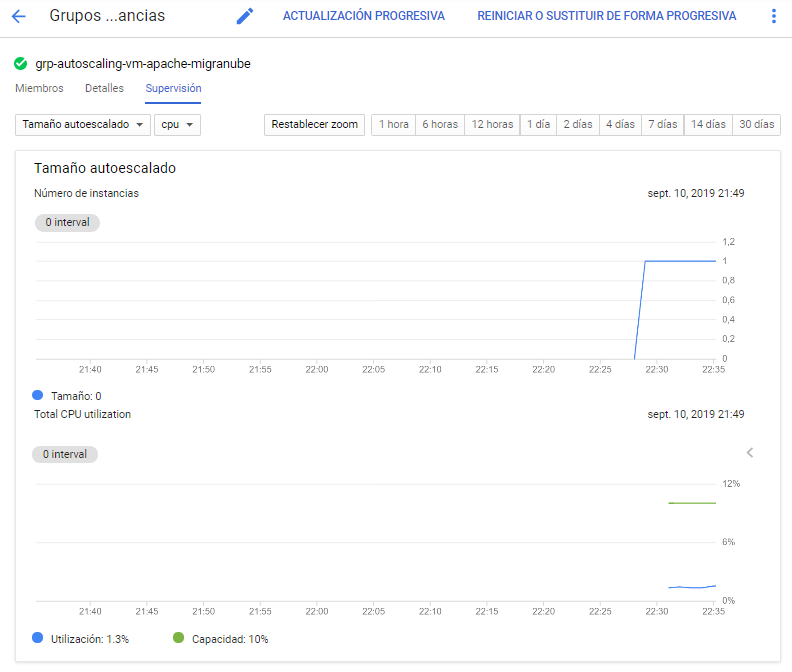 Grupos ...ancias
ACTUALIZACIÓN PROGRESIVA
REINICIAR O SUSTITUIR DE FORMA PROGRESIVA
grp-autoscaling-vm-apache-migranube
Miembros Detalles Supervisión
Tamaño autoescalado cpu Restablecer zoom 1 hora 6 horas 12 horas 1 día 2 días 4 días 7 días 14 días 30 días
Tamaño autoescalado
Número de instancias sept. 10, 2019 21:49
0 interval
1,2
1
0,8
0,6
0,4
0,2
0
21:40 21:45 21:50 21:55 22:00 22:05 22:10 22:15 22:20 22:25 22:30 22:35
Tamaño: 0
Total CPU utilization sept. 10, 2019 21:49
0 interval
12%
6%
0%
21:40 21:45 21:50 21:55 22:00 22:05 22:10 22:15 22:20 22:25 22:30 22:35
Utilización: 1.3% Capacidad: 10%